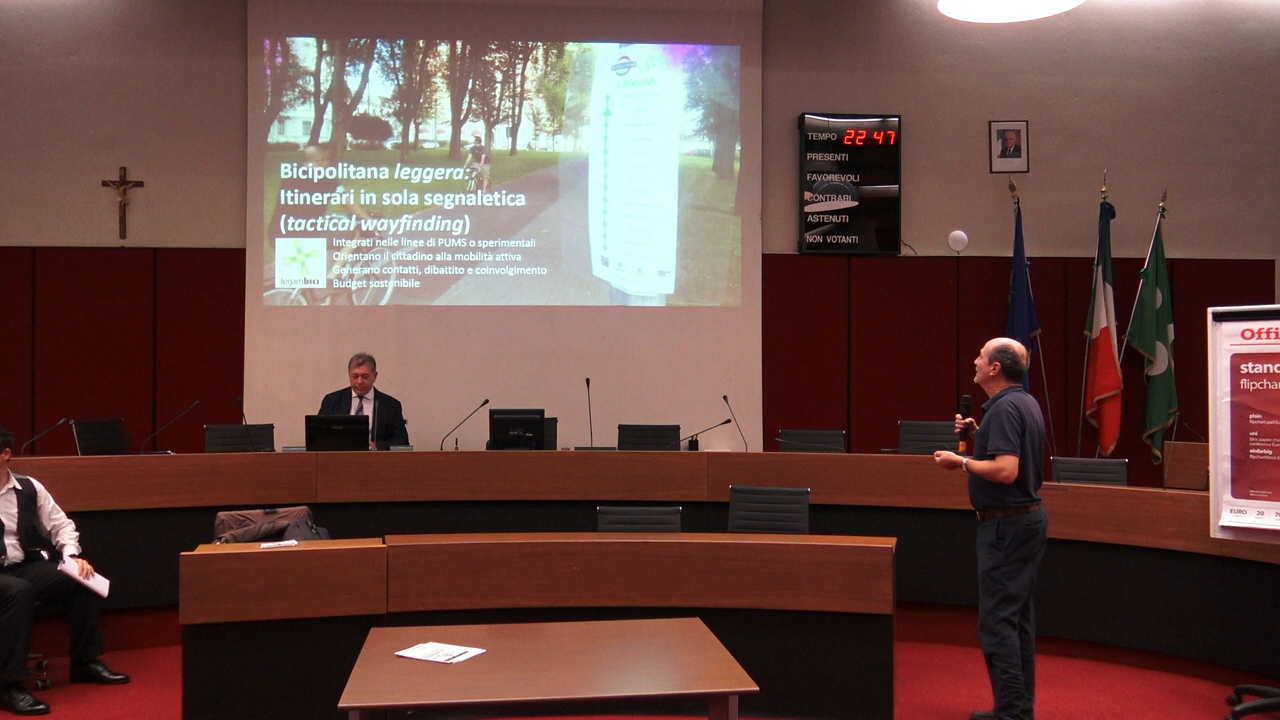 Bicipolitana leggera:
Itinerari in sola segnaletica
(tactical wayfinding)
Integrati nelle linee di PUMS o sperimentali
Orientano il cittadino alla mobilità attiva
Generano contatti, dibattito e coinvolgimento
Budget sostenibile
legambici
TEMPO 22 47
PRESENTI
FAVOREVOLI
CONTRARI
ASTENUTI
NON VOTANTI
Offi
stand
flipchar
plain
uni
einfarbig
EURO 20